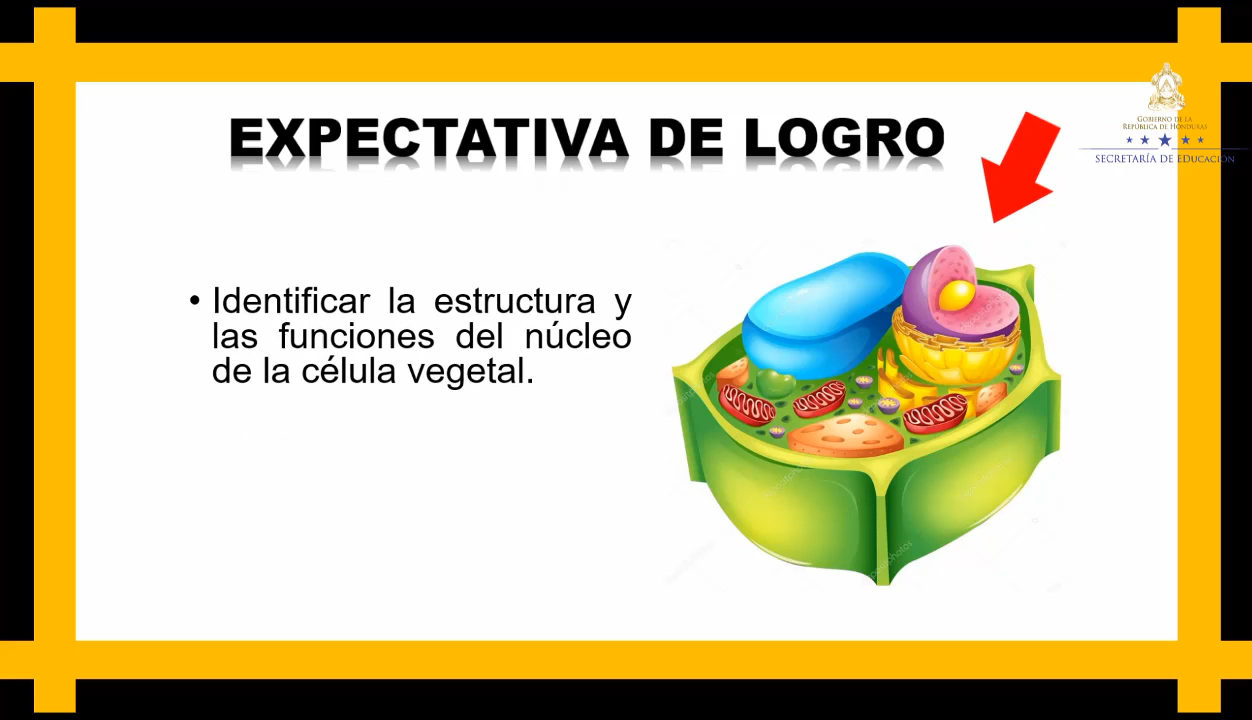 EXPECTATIVA DE LOGRO
GOBIERNO DE LA
REPÚBLICA DE HONDURAS
SECRETARÍA DE EDUCACIÓN
• Identificar la estructura y
las funciones del núcleo
de la célula vegetal.